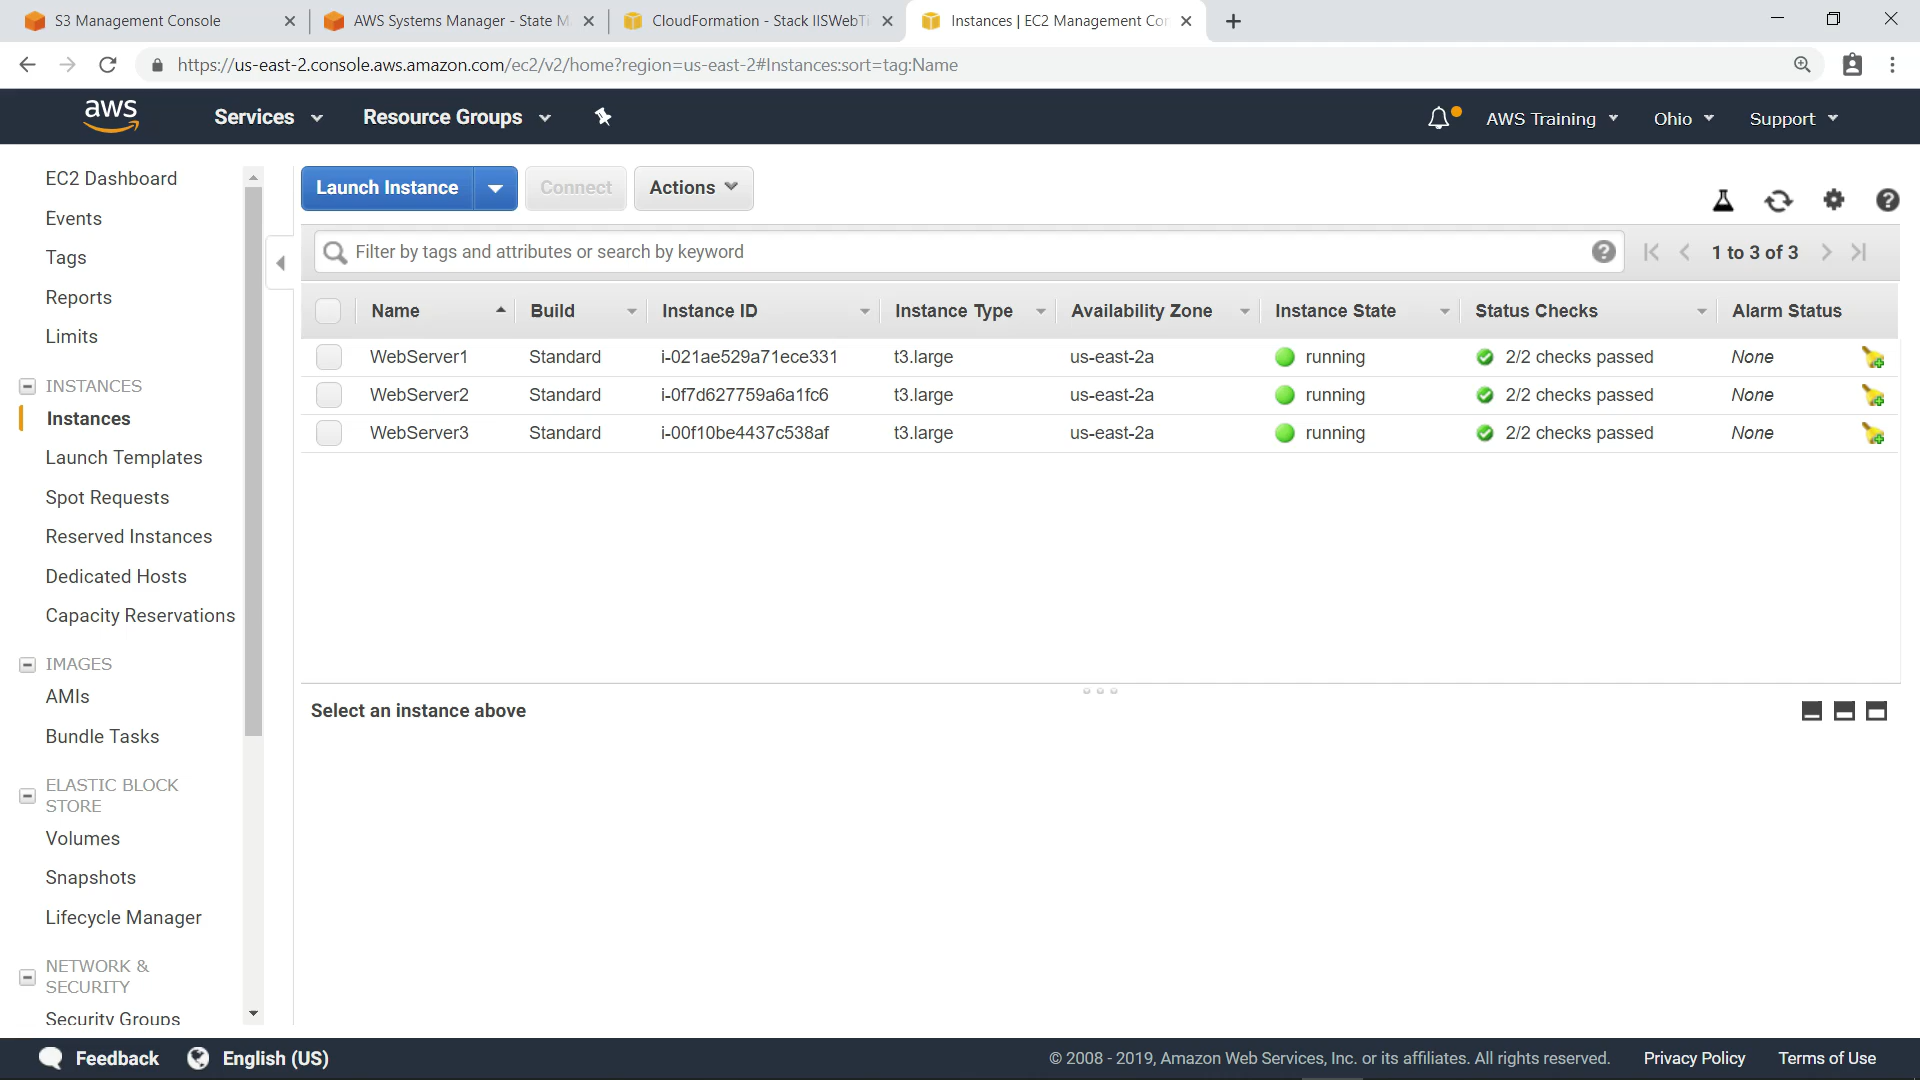 S3 Management Console
AWS Systems Manager - State M
CloudFormation - Stack IISWebTi
Instances | EC2 Management Con
https://us-east-2.console.aws.amazon.com/ec2/v2/home?region=us-east-2#Instances:sort=tag:Name
aws Services Resource Groups AWS Training Ohio Support
EC2 Dashboard
Events
Tags
Reports
Limits
INSTANCES
Instances
Launch Templates
Spot Requests
Reserved Instances
Dedicated Hosts
Capacity Reservations
IMAGES
AMIs
Bundle Tasks
ELASTIC BLOCK
STORE
Volumes
Snapshots
Lifecycle Manager
NETWORK &
SECURITY
Security Groups
Launch Instance Connect Actions
Filter by tags and attributes or search by keyword
1 to 3 of 3
Name Build Instance ID Instance Type Availability Zone Instance State Status Checks Alarm Status
WebServer1 Standard i-021ae529a71ece331 t3.large us-east-2a running 2/2 checks passed None
WebServer2 Standard i-0f7d627759a6a1fc6 t3.large us-east-2a running 2/2 checks passed None
WebServer3 Standard i-00f10be4437c538af t3.large us-east-2a running 2/2 checks passed None
Select an instance above
Feedback English (US) © 2008 - 2019, Amazon Web Services, Inc. or its affiliates. All rights reserved. Privacy Policy Terms of Use